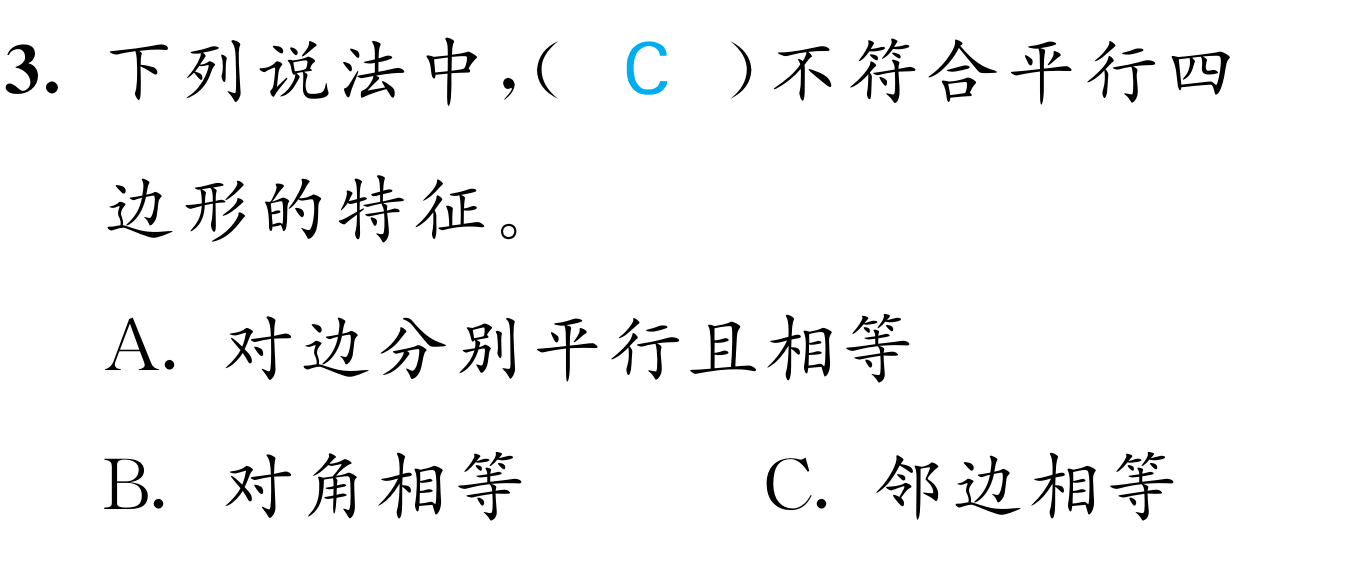 3. 下列说法中,( C )不符合平行四
边形的特征。
A. 对边分别平行且相等
B. 对角相等 C. 邻边相等